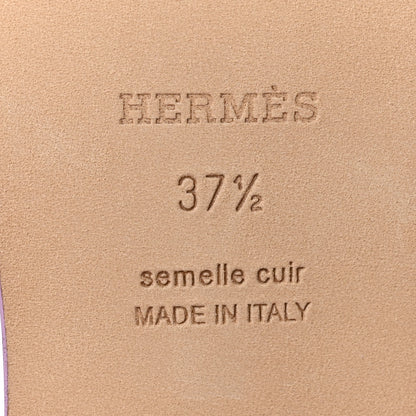 HERMÈS
37½
semelle cuir
MADE IN ITALY